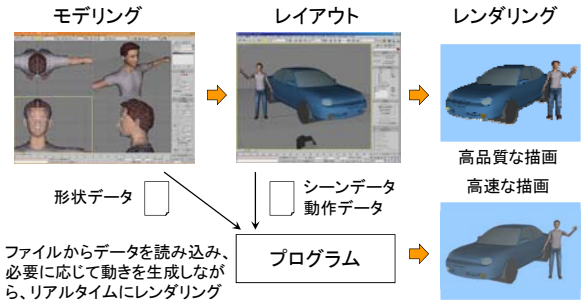 モデリング
レイアウト
レンダリング
高品質な描画
高速な描画
形状データ
シーンデータ
動作データ
ファイルからデータを読み込み、
必要に応じて動きを生成しなが
ら、リアルタイムにレンダリング
プログラム